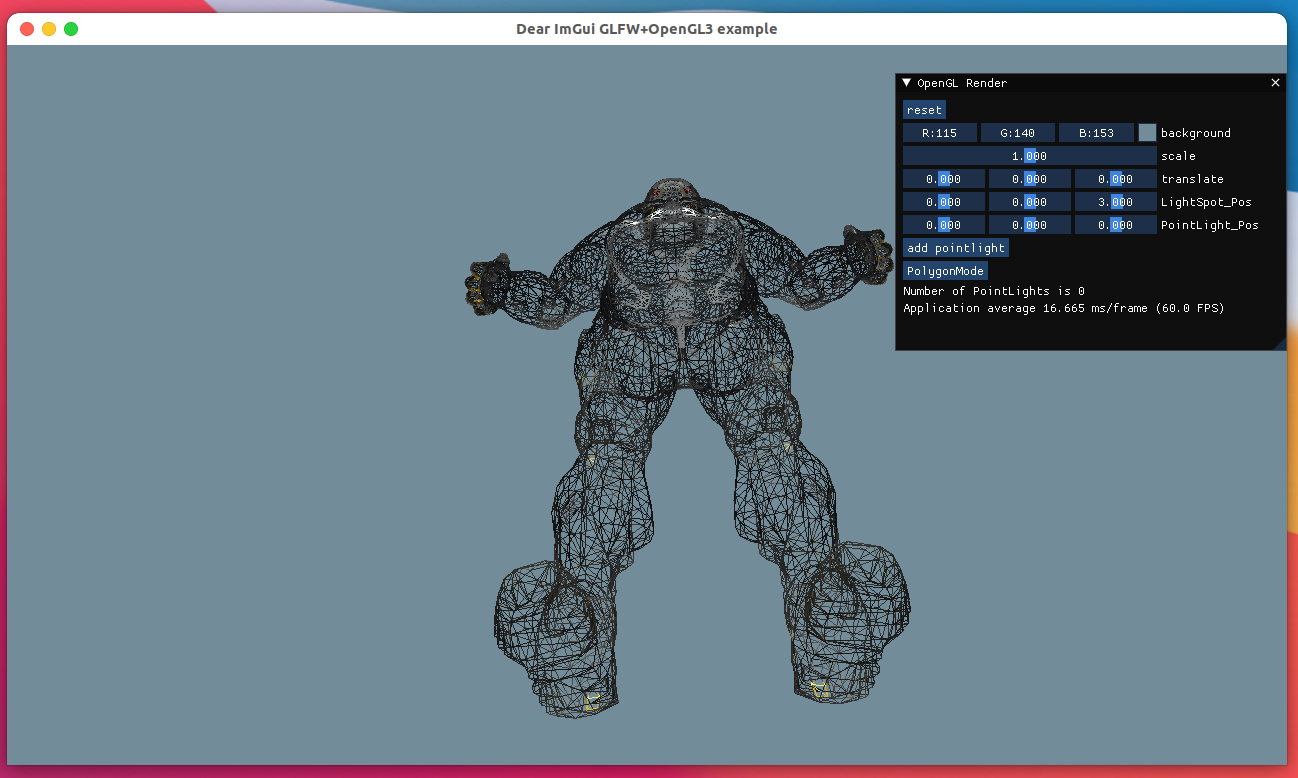 Dear ImGui GLFW+OpenGL3 example
OpenGL Render
reset
R:115 G:140 B:153 background
1.000 scale
0.000 0.000 0.000 translate
0.000 0.000 3.000 LightSpot_Pos
0.000 0.000 0.000 PointLight_Pos
add pointlight
PolygonMode
Number of PointLights is 0
Application average 16.665 ms/frame (60.0 FPS)